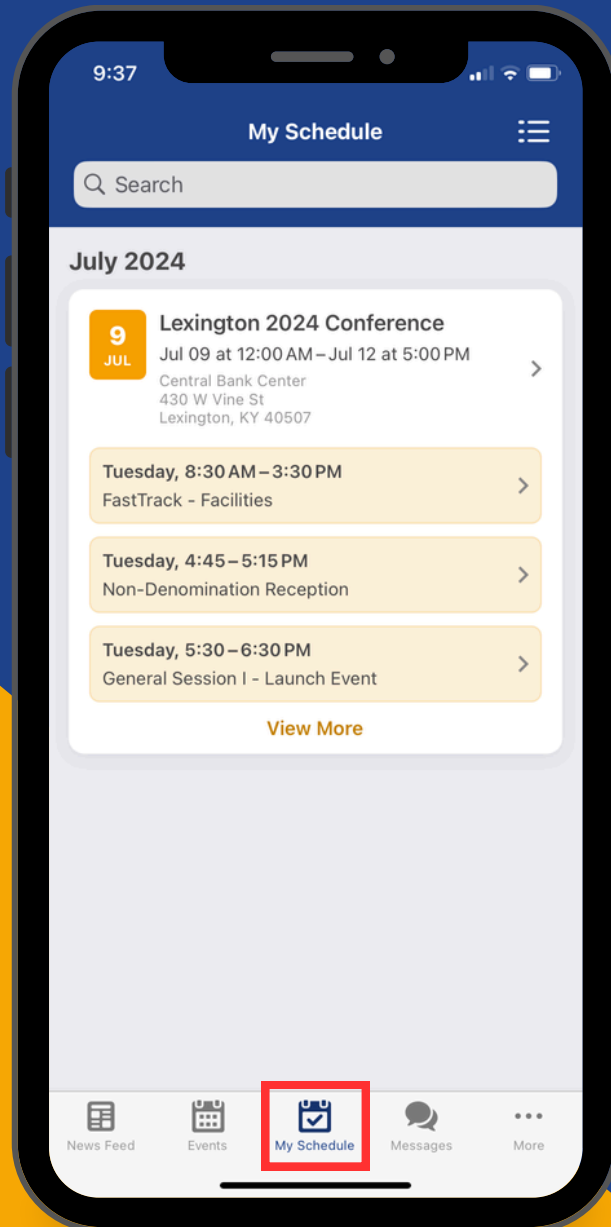 9:37
My Schedule
Search
July 2024
9
JUL
Lexington 2024 Conference
Jul 09 at 12:00 AM – Jul 12 at 5:00 PM
Central Bank Center
430 W Vine St
Lexington, KY 40507
Tuesday, 8:30 AM – 3:30 PM
FastTrack - Facilities
Tuesday, 4:45 – 5:15 PM
Non-Denomination Reception
Tuesday, 5:30 – 6:30 PM
General Session I - Launch Event
View More
News Feed
Events
My Schedule
Messages
More